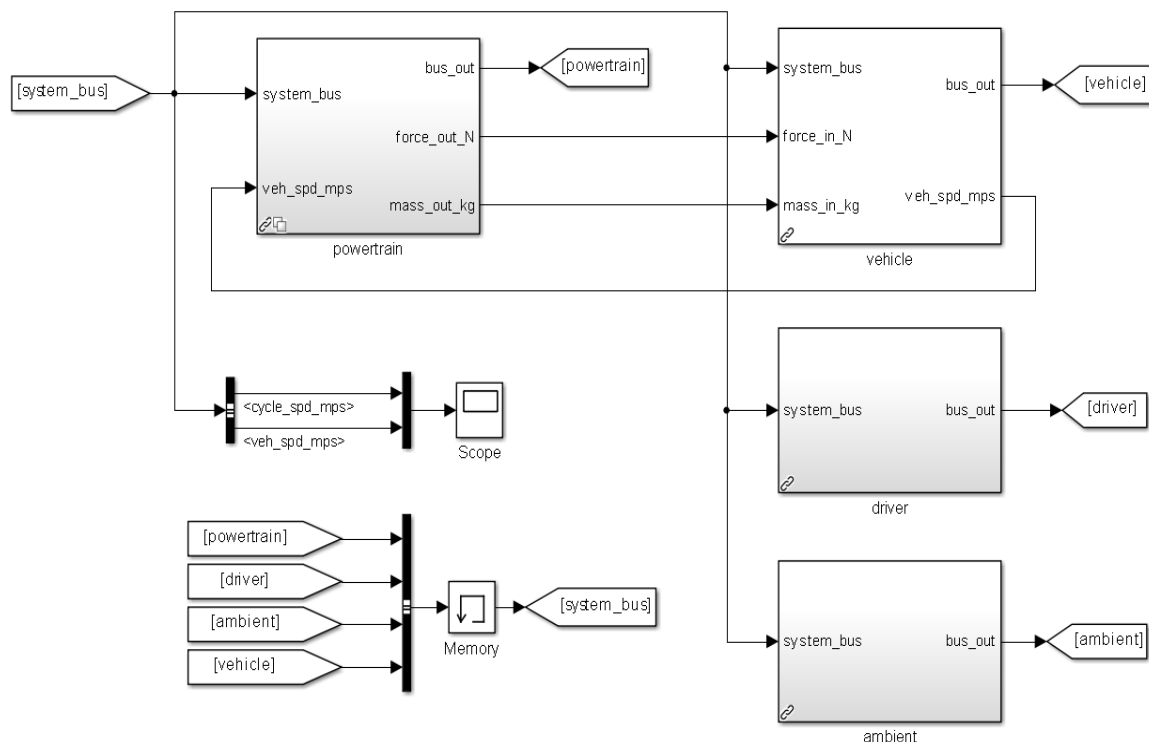 [system_bus]
system_bus
veh_spd_mps
bus_out
force_out_N
mass_out_kg
powertrain
[powertrain]
system_bus
force_in_N
mass_in_kg
bus_out
veh_spd_mps
vehicle
[vehicle]
<cycle_spd_mps>
<veh_spd_mps>
Scope
system_bus
bus_out
driver
[driver]
[powertrain]
[driver]
[ambient]
[vehicle]
Memory
[system_bus]
system_bus
bus_out
ambient
[ambient]